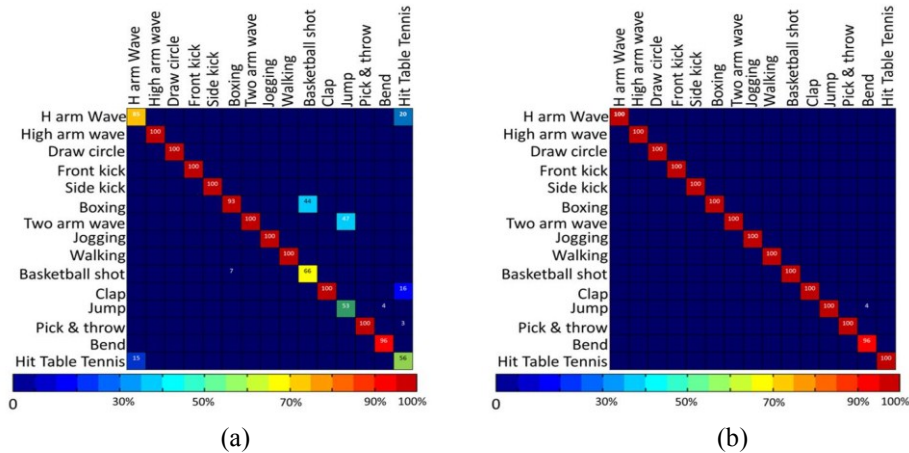 H arm Wave
High arm wave
Draw circle
Front kick
Side kick
Boxing
Two arm wave
Jogging
Walking
Basketball shot
Clap
Jump
Pick & throw
Bend
Hit Table Tennis
H arm Wave 20
High arm wave 100
Draw circle 100
Front kick 100
Side kick 100
Boxing 93 44
Two arm wave 100 47
Jogging 100
Walking 100
Basketball shot 7 66
Clap 100 16
Jump 53 4
Pick & throw 100 3
Bend 96
Hit Table Tennis 15 56
0 30% 50% 70% 90% 100%
(a)
H arm Wave
High arm wave
Draw circle
Front kick
Side kick
Boxing
Two arm wave
Jogging
Walking
Basketball shot
Clap
Jump
Pick & throw
Bend
Hit Table Tennis
H arm Wave 100
High arm wave 100
Draw circle 100
Front kick 100
Side kick 100
Boxing 100
Two arm wave 100
Jogging 100
Walking 100
Basketball shot 100
Clap 100
Jump 100 4
Pick & throw 100
Bend 96
Hit Table Tennis 100
0 30% 50% 70% 90% 100%
(b)